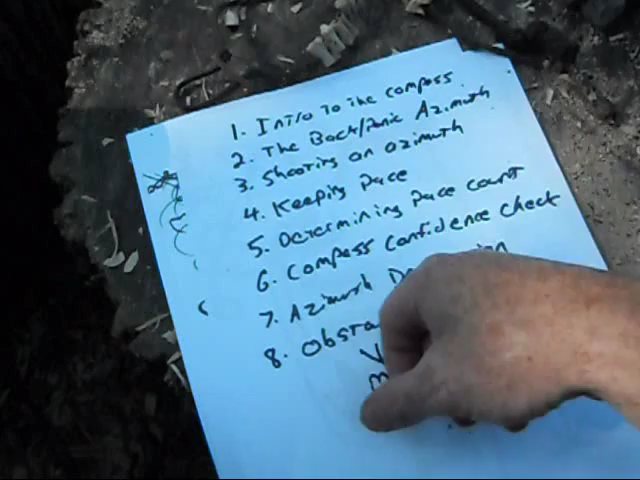 1. Intro To The compass
2. The Back/Panic Azimuth
3. Shooting an azimuth
4. Keeping Pace
5. Determining Pace count
6. Compass Confidence Check
7. Azimuth
8.